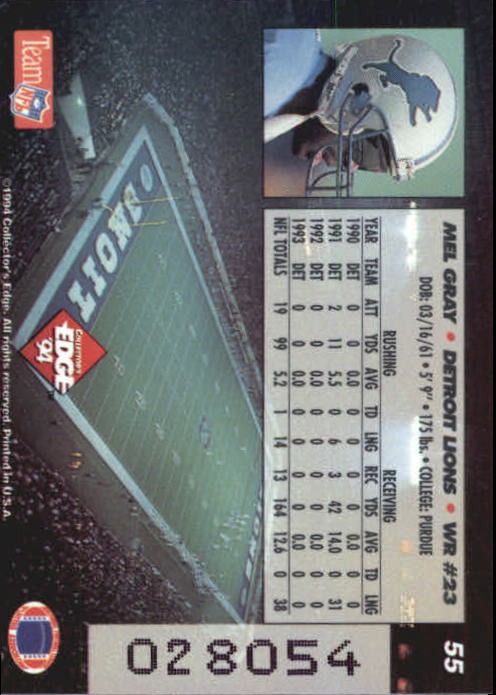 55
MEL GRAY • DETROIT LIONS • WR #23
DOB: 03/16/61 • 5' 9" • 175 lbs. • COLLEGE: PURDUE
RUSHING RECEIVING
YEAR TEAM ATT YDS AVG TD LNG REC YDS AVG TD LNG
1990 DET 0 0 0.0 0 0 0 0 0.0 0 0
1991 DET 2 11 5.5 0 6 3 42 14.0 0 31
1992 DET 0 0 0.0 0 0 0 0 0.0 0 0
1993 DET 0 0 0.0 0 0 0 0 0.0 0 0
NFL TOTALS 19 99 5.2 1 14 13 164 12.6 0 38
LIONS
COLLECTOR'S
EDGE
'94
028054
Team NFL
©1994 Collector's Edge. All rights reserved. Printed in U.S.A.